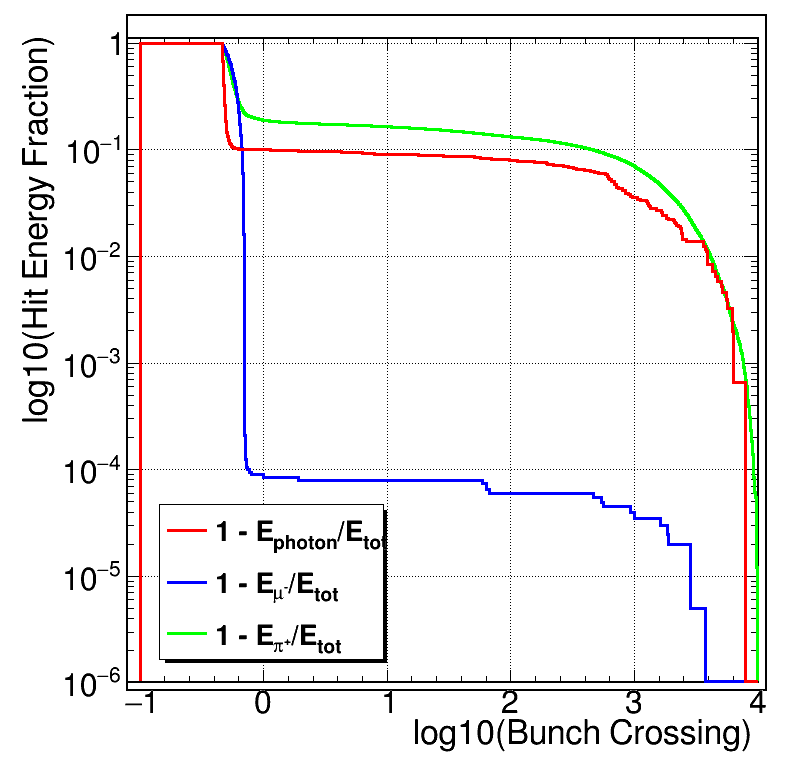 log10(Hit Energy Fraction)
1
10⁻¹
10⁻²
10⁻³
10⁻⁴
10⁻⁵
10⁻⁶
1 - E_photon/E_tot
1 - E_μ⁻/E_tot
1 - E_π⁺/E_tot
−1 0 1 2 3 4
log10(Bunch Crossing)